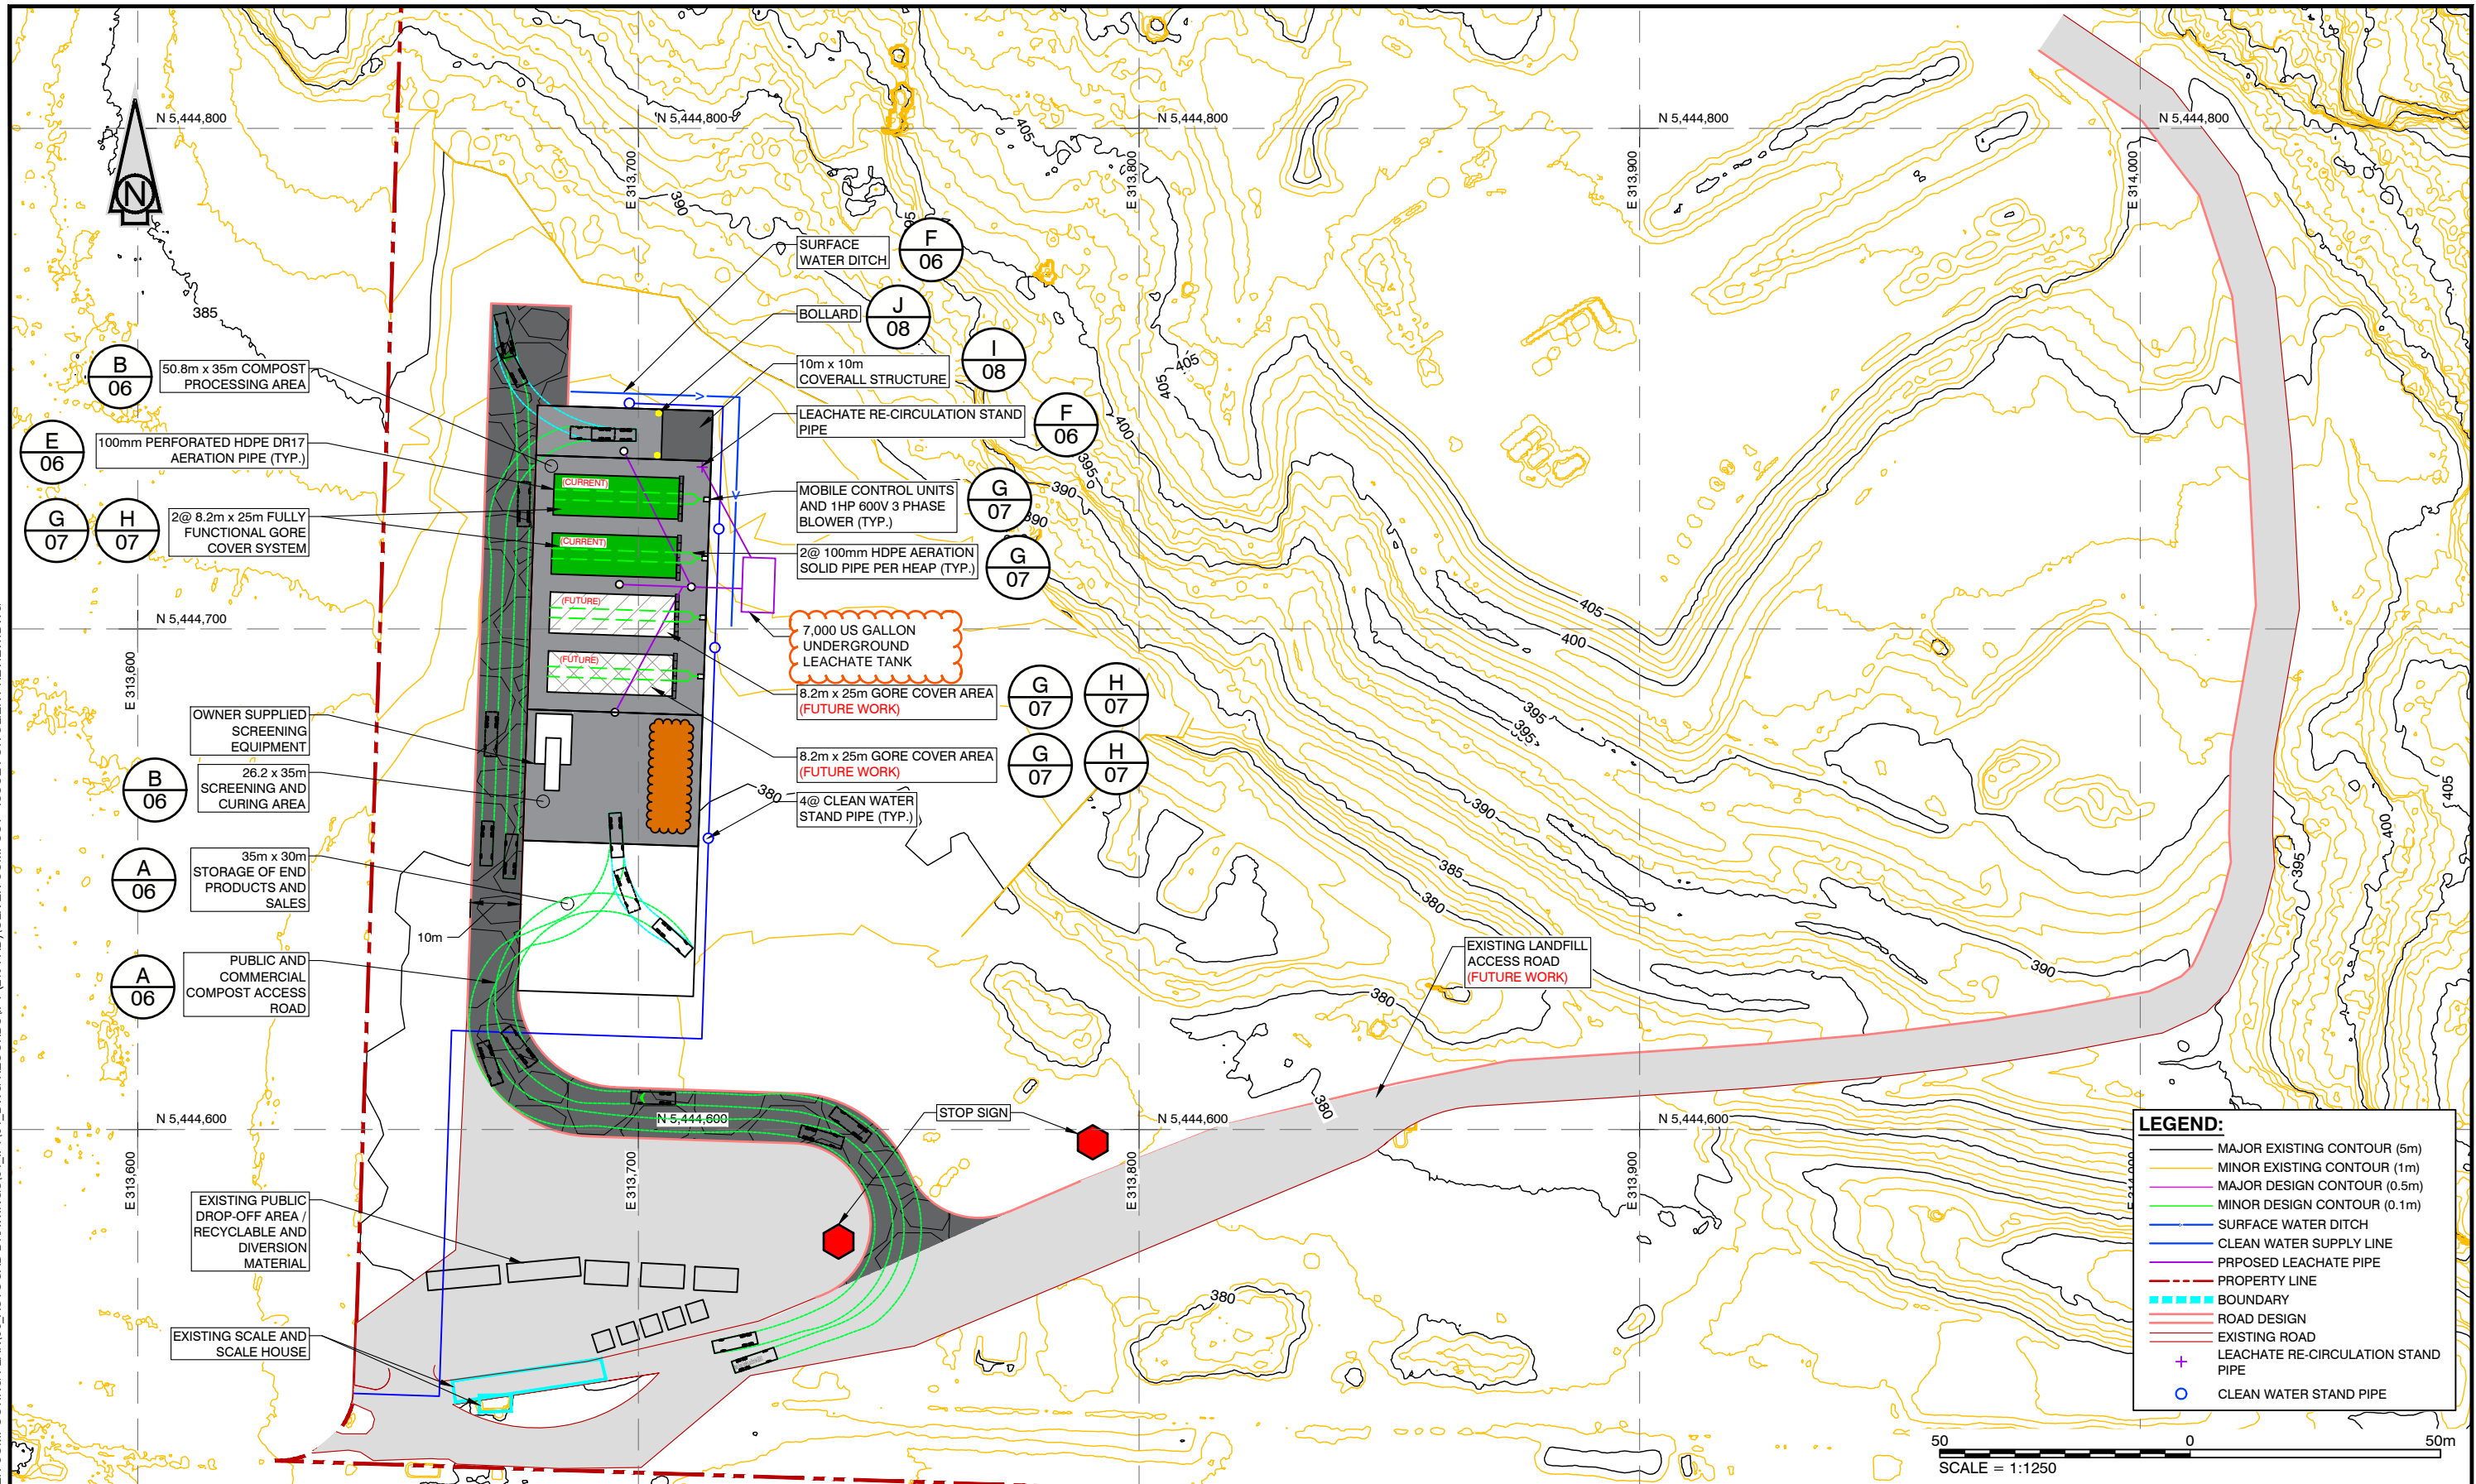 N 5,444,800
N 5,444,800
N 5,444,800
N 5,444,800
N 5,444,800
E 313,700
E 313,800
E 313,900
E 314,000
N
405
390
385
SURFACE
WATER DITCH
F
06
BOLLARD
J
08
10m x 10m
COVERALL STRUCTURE
I
08
405
405
B
06
50.8m x 35m COMPOST
PROCESSING AREA
LEACHATE RE-CIRCULATION STAND
PIPE
F
06
400
395
390
E
06
100mm PERFORATED HDPE DR17
AERATION PIPE (TYP.)
(CURRENT)
MOBILE CONTROL UNITS
AND 1HP 600V 3 PHASE
BLOWER (TYP.)
G
07
390
G
07
H
07
2@ 8.2m x 25m FULLY
FUNCTIONAL GORE
COVER SYSTEM
(CURRENT)
2@ 100mm HDPE AERATION
SOLID PIPE PER HEAP (TYP.)
G
07
(FUTURE)
405
400
N 5,444,700
7,000 US GALLON
UNDERGROUND
LEACHATE TANK
(FUTURE)
E 313,600
8.2m x 25m GORE COVER AREA
(FUTURE WORK)
G
07
H
07
395
395
OWNER SUPPLIED
SCREENING
EQUIPMENT
8.2m x 25m GORE COVER AREA
(FUTURE WORK)
G
07
H
07
B
06
26.2 x 35m
SCREENING AND
CURING AREA
380
4@ CLEAN WATER
STAND PIPE (TYP.)
390
405
400
395
A
06
35m x 30m
STORAGE OF END
PRODUCTS AND
SALES
385
380
10m
A
06
PUBLIC AND
COMMERCIAL
COMPOST ACCESS
ROAD
EXISTING LANDFILL
ACCESS ROAD
(FUTURE WORK)
390
380
380
N 5,444,600
N 5,444,600
N 5,444,600
N 5,444,600
STOP SIGN
E 313,600
E 313,700
E 313,800
E 313,900
EXISTING PUBLIC
DROP-OFF AREA /
RECYCLABLE AND
DIVERSION
MATERIAL
380
EXISTING SCALE AND
SCALE HOUSE
LEGEND:
MAJOR EXISTING CONTOUR (5m)
MINOR EXISTING CONTOUR (1m)
MAJOR DESIGN CONTOUR (0.5m)
MINOR DESIGN CONTOUR (0.1m)
SURFACE WATER DITCH
CLEAN WATER SUPPLY LINE
PRPOSED LEACHATE PIPE
PROPERTY LINE
BOUNDARY
ROAD DESIGN
EXISTING ROAD
LEACHATE RE-CIRCULATION STAND
PIPE
CLEAN WATER STAND PIPE
50 0 50m
SCALE = 1:1250